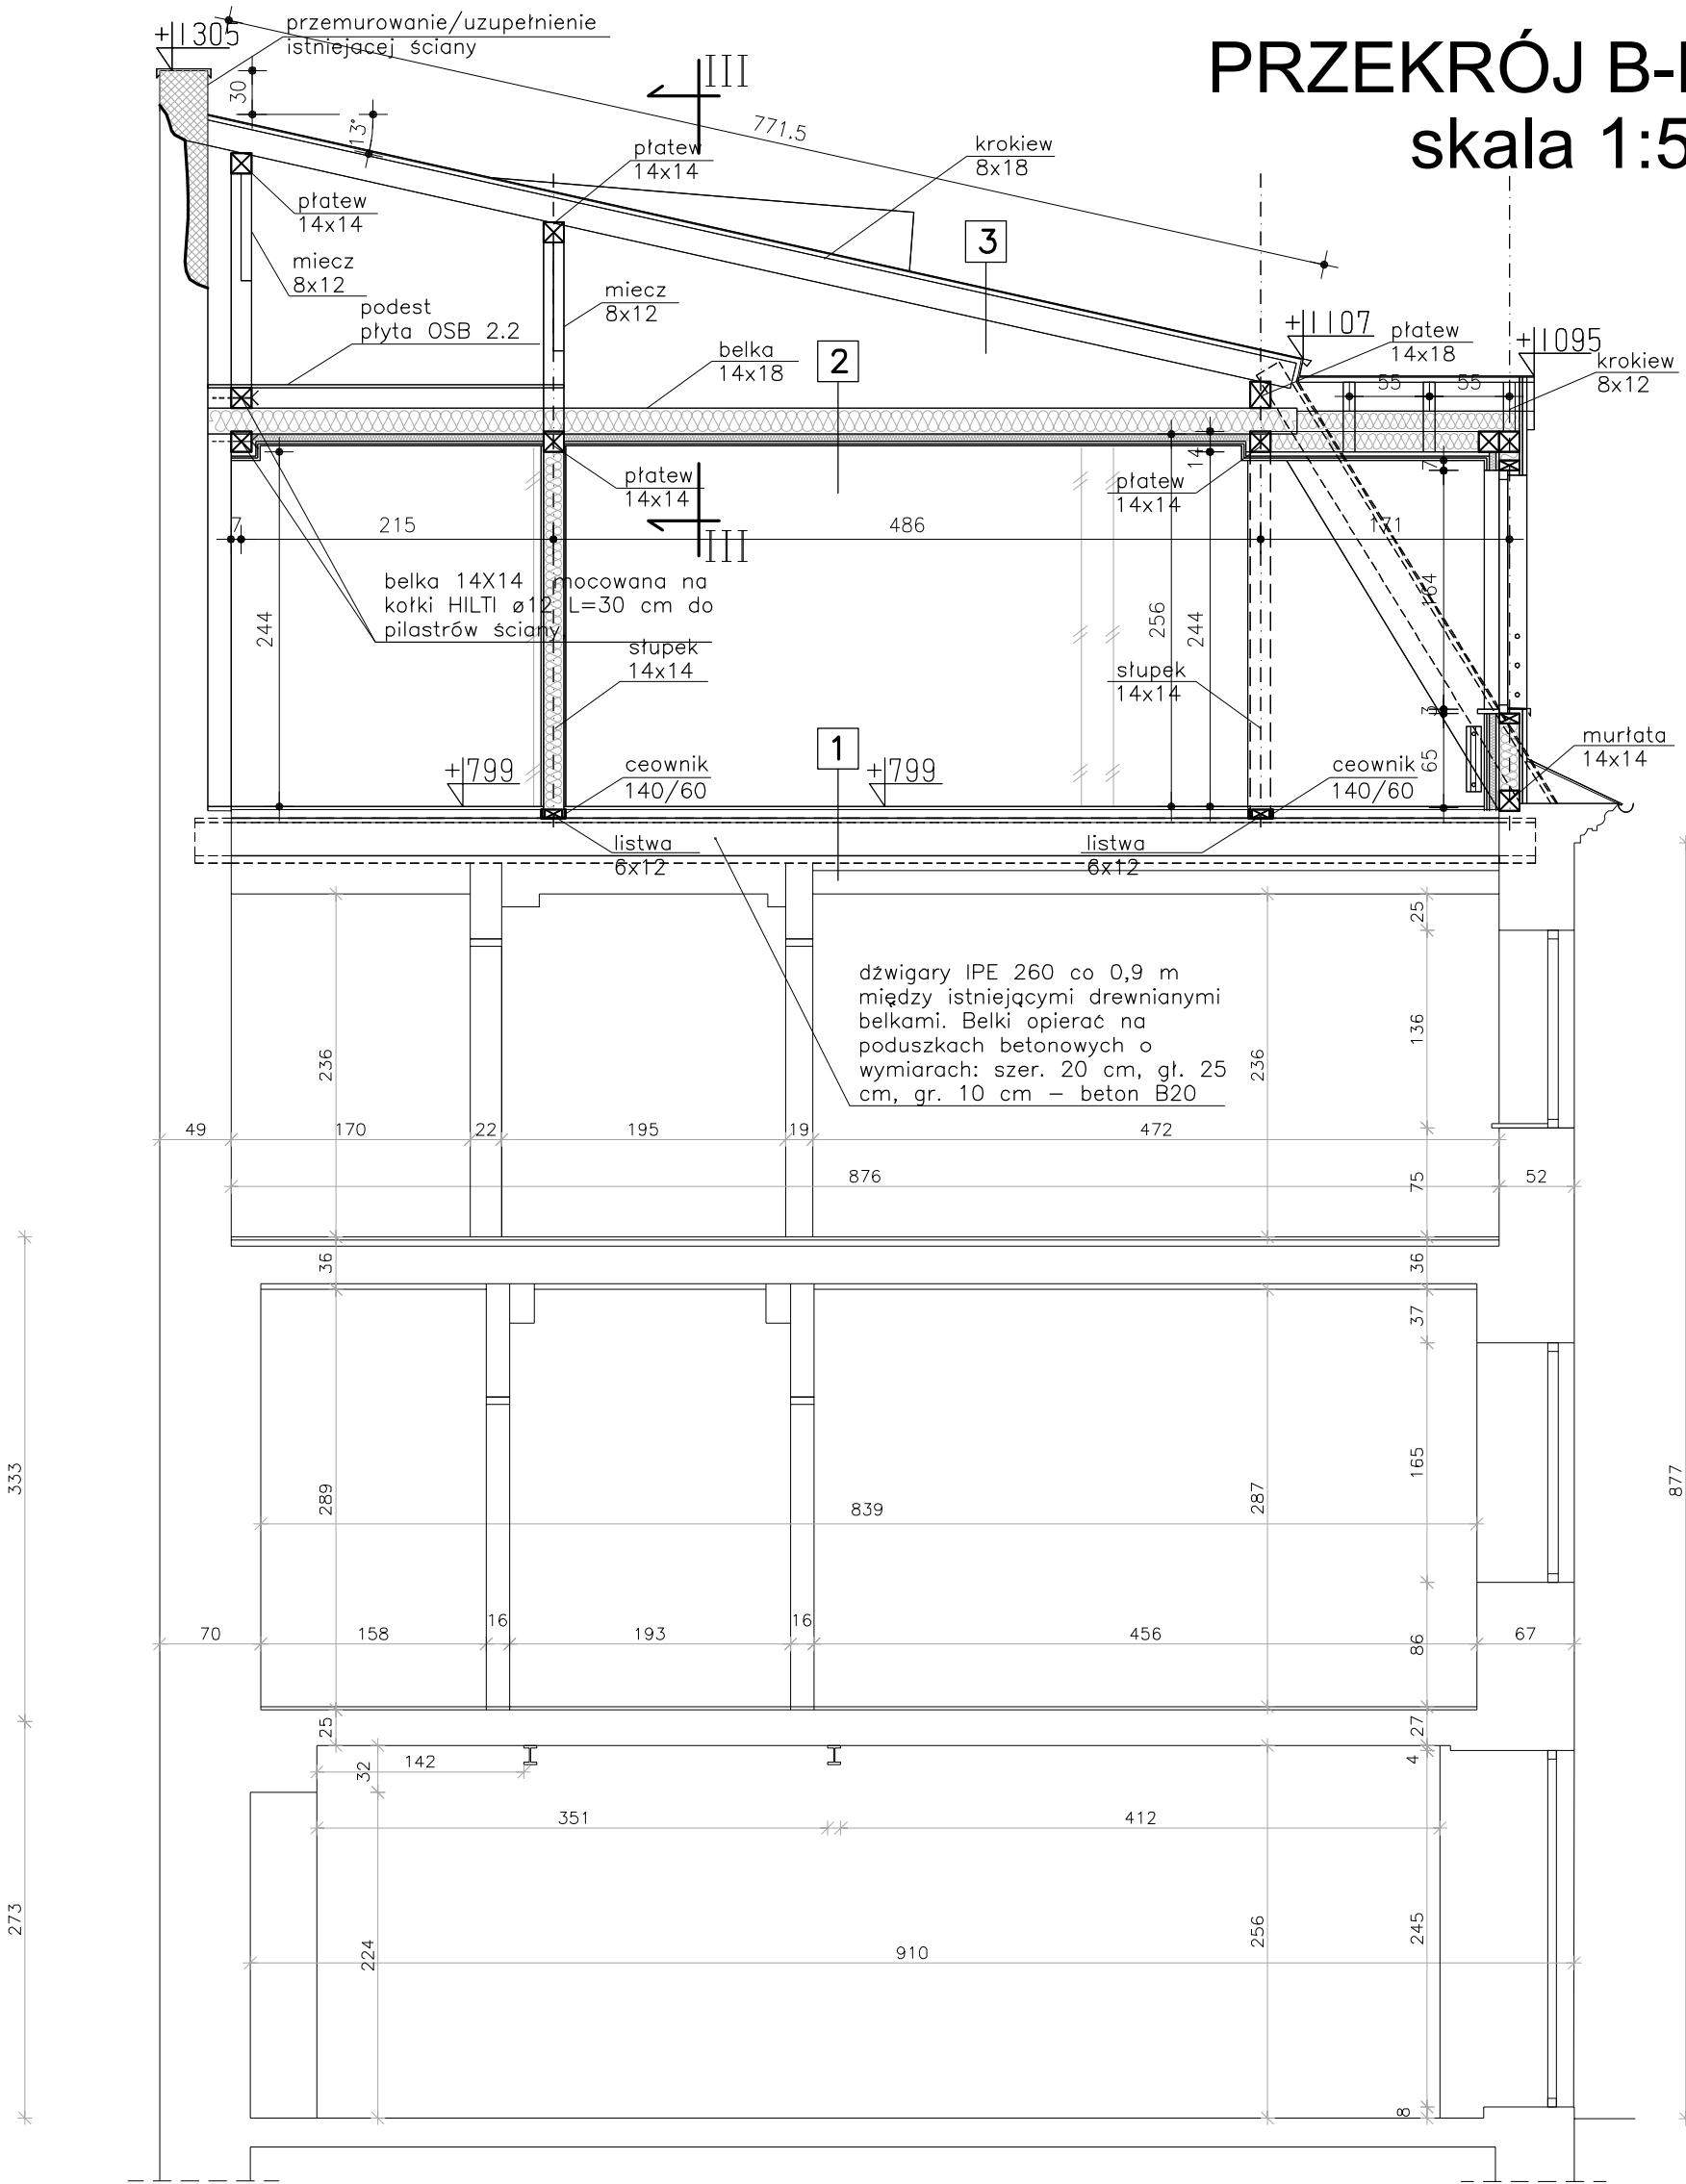 PRZEKRÓJ B-
skala 1:5
+1305
przemurowanie/uzupełnienie
istniejacej ściany
30
13°
III
771.5
płatew
14x14
krokiew
8x18
płatew
14x14
3
miecz
8x12
miecz
8x12
podest
płyta OSB 2.2
belka
14x18
2
+1107
płatew
14x18
+1095
krokiew
8x12
55
55
14
7
płatew
14x14
płatew
14x14
7
215
486
171
III
belka 14X14 mocowana na
kołki HILTI ø12 L=30 cm do
pilastrów ściany
244
256
244
164
słupek
14x14
słupek
14x14
3
65
murłata
14x14
1
+799
ceownik
140/60
+799
ceownik
140/60
listwa
6x12
listwa
6x12
25
dźwigary IPE 260 co 0,9 m
między istniejącymi drewnianymi
belkami. Belki opierać na
poduszkach betonowych o
wymiarach: szer. 20 cm, gł. 25
cm, gr. 10 cm – beton B20
236
236
136
49
170
22
195
19
472
876
75
52
36
36
37
333
289
839
287
165
877
70
158
16
193
16
456
86
67
25
27
32
142
4
351
412
273
224
910
256
245
8